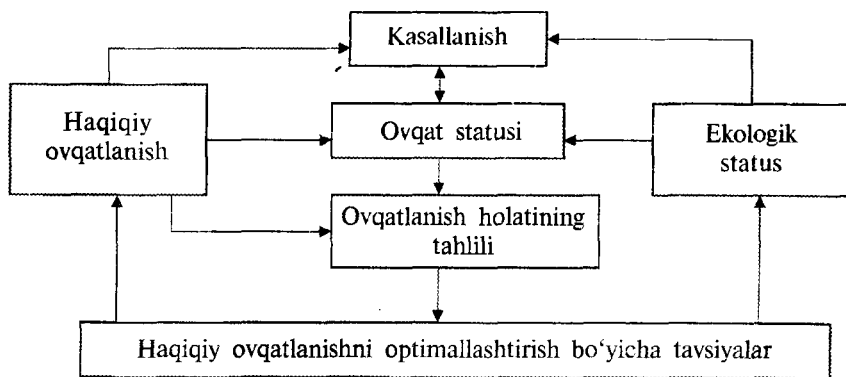 Kasallanish
Haqiqiy
ovqatlanish
Ovqat statusi
Ekologik
status
Ovqatlanish holatining
tahlili
Haqiqiy ovqatlanishni optimallashtirish bo‘yicha tavsiyalar